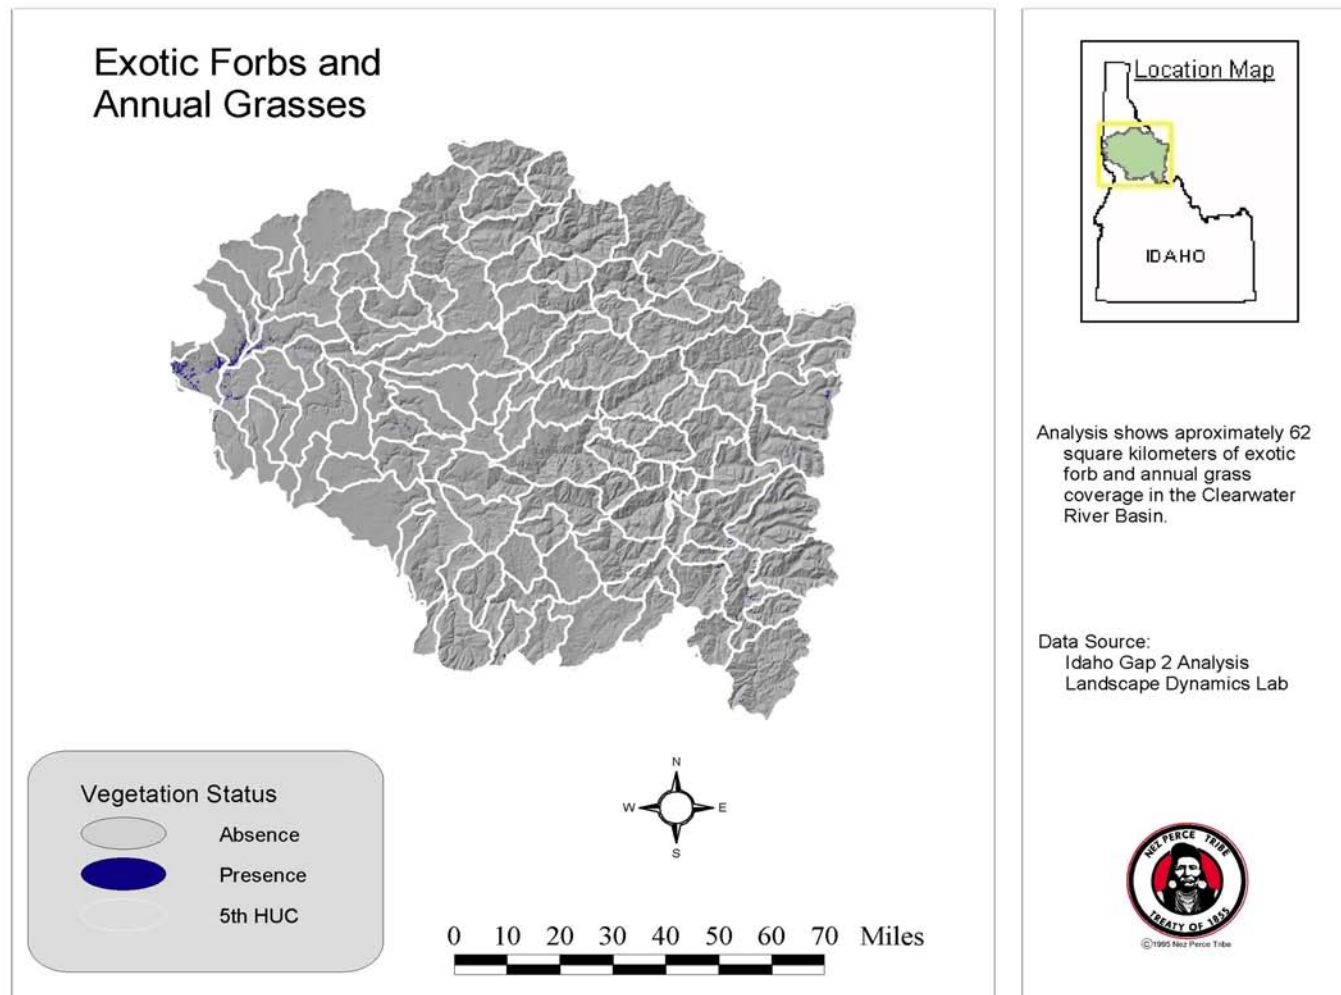 Exotic Forbs and
Annual Grasses
Vegetation Status
Absence
Presence
5th HUC
N
W E
S
0 10 20 30 40 50 60 70 Miles
Location Map
IDAHO
Analysis shows aproximately 62
square kilometers of exotic
forb and annual grass
coverage in the Clearwater
River Basin.
Data Source:
Idaho Gap 2 Analysis
Landscape Dynamics Lab
NEZ PERCE TRIBE
TREATY OF 1855
©1995 Nez Perce Tribe